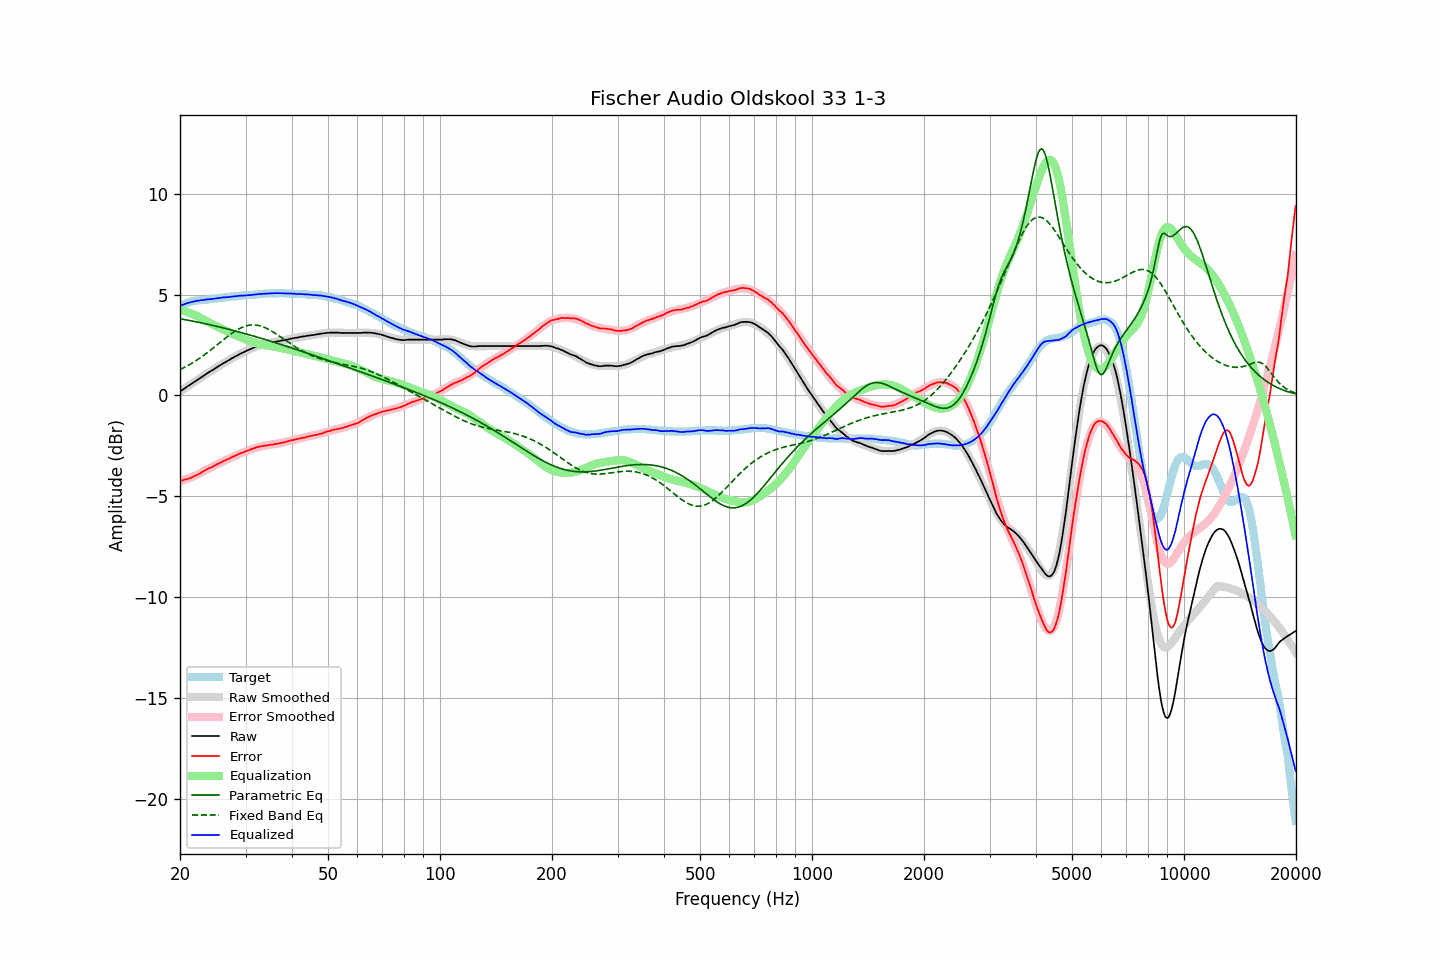 Fischer Audio Oldskool 33 1-3
Amplitude (dBr)
10
5
0
−5
−10
−15
−20
Target
Raw Smoothed
Error Smoothed
Raw
Error
Equalization
Parametric Eq
Fixed Band Eq
Equalized
20 50 100 200 500 1000 2000 5000 10000 20000
Frequency (Hz)